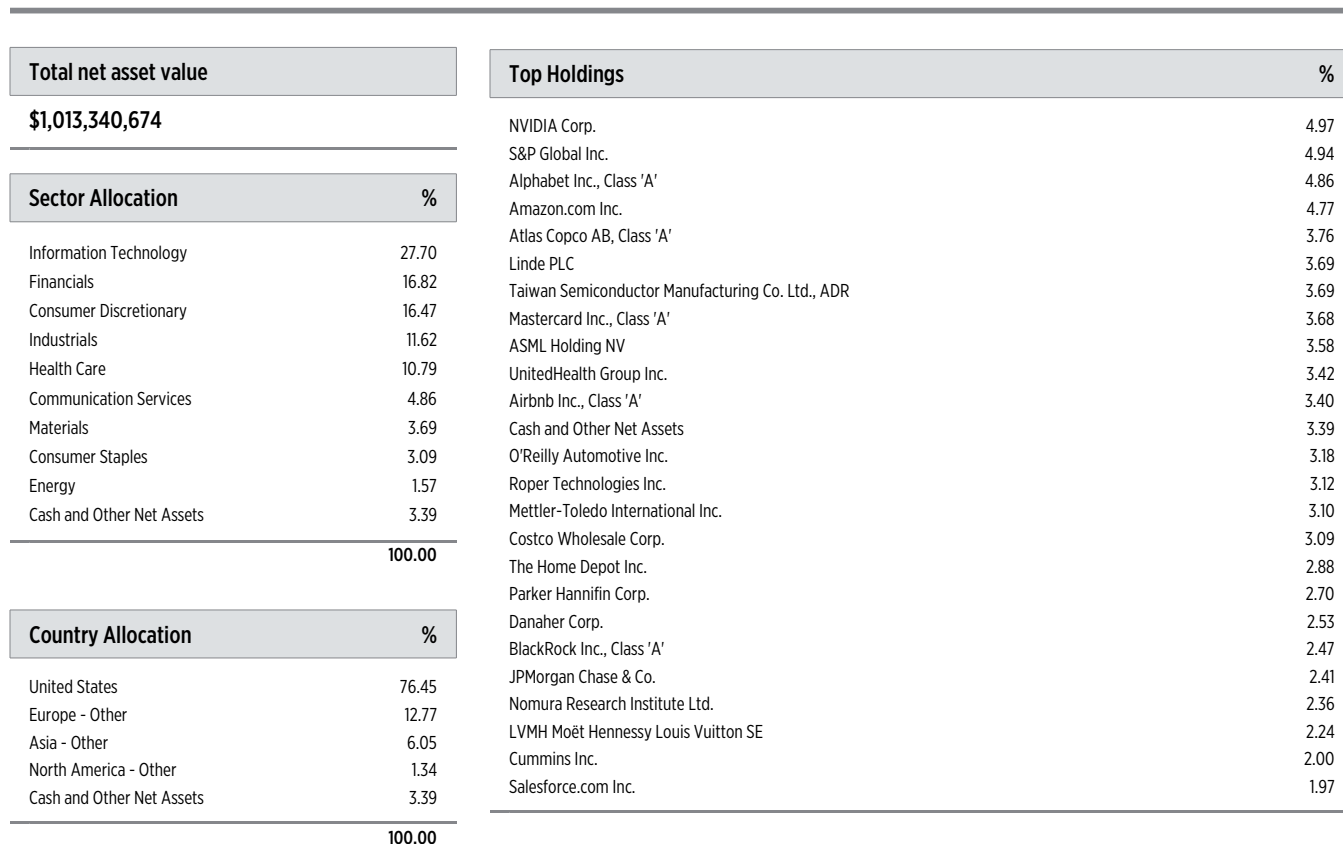 Total net asset value
$1,013,340,674
Sector Allocation %
Information Technology 27.70
Financials 16.82
Consumer Discretionary 16.47
Industrials 11.62
Health Care 10.79
Communication Services 4.86
Materials 3.69
Consumer Staples 3.09
Energy 1.57
Cash and Other Net Assets 3.39
100.00
Country Allocation %
United States 76.45
Europe - Other 12.77
Asia - Other 6.05
North America - Other 1.34
Cash and Other Net Assets 3.39
100.00
Top Holdings %
NVIDIA Corp. 4.97
S&P Global Inc. 4.94
Alphabet Inc., Class 'A' 4.86
Amazon.com Inc. 4.77
Atlas Copco AB, Class 'A' 3.76
Linde PLC 3.69
Taiwan Semiconductor Manufacturing Co. Ltd., ADR 3.69
Mastercard Inc., Class 'A' 3.68
ASML Holding NV 3.58
UnitedHealth Group Inc. 3.42
Airbnb Inc., Class 'A' 3.40
Cash and Other Net Assets 3.39
O'Reilly Automotive Inc. 3.18
Roper Technologies Inc. 3.12
Mettler-Toledo International Inc. 3.10
Costco Wholesale Corp. 3.09
The Home Depot Inc. 2.88
Parker Hannifin Corp. 2.70
Danaher Corp. 2.53
BlackRock Inc., Class 'A' 2.47
JPMorgan Chase & Co. 2.41
Nomura Research Institute Ltd. 2.36
LVMH Moët Hennessy Louis Vuitton SE 2.24
Cummins Inc. 2.00
Salesforce.com Inc. 1.97